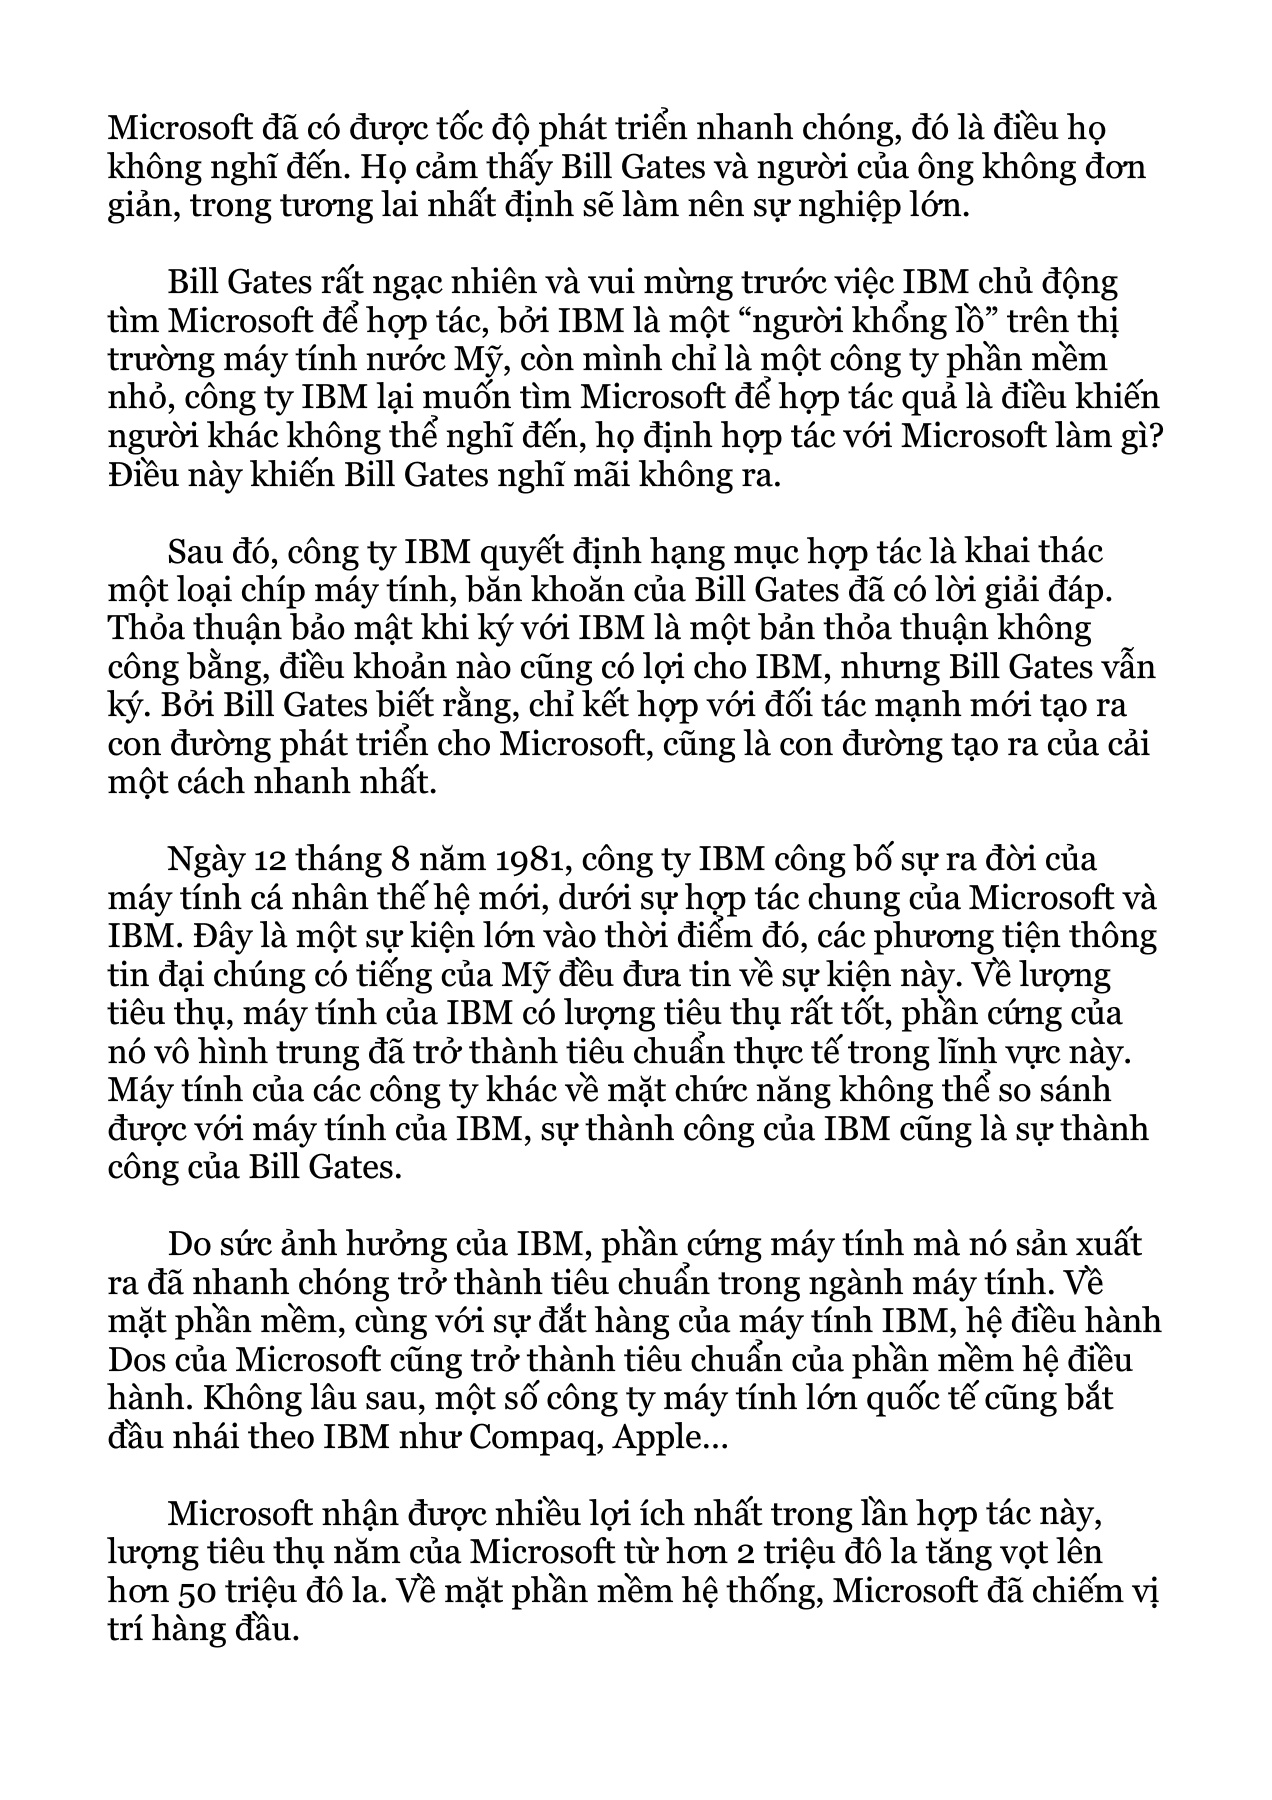 Microsoft đã có được tốc độ phát triển nhanh chóng, đó là điều họ
không nghĩ đến. Họ cảm thấy Bill Gates và người của ông không đơn
giản, trong tương lai nhất định sẽ làm nên sự nghiệp lớn.
Bill Gates rất ngạc nhiên và vui mừng trước việc IBM chủ động
tìm Microsoft để hợp tác, bởi IBM là một “người khổng lồ” trên thị
trường máy tính nước Mỹ, còn mình chỉ là một công ty phần mềm
nhỏ, công ty IBM lại muốn tìm Microsoft để hợp tác quả là điều khiến
người khác không thể nghĩ đến, họ định hợp tác với Microsoft làm gì?
Điều này khiến Bill Gates nghĩ mãi không ra.
Sau đó, công ty IBM quyết định hạng mục hợp tác là khai thác
một loại chíp máy tính, băn khoăn của Bill Gates đã có lời giải đáp.
Thỏa thuận bảo mật khi ký với IBM là một bản thỏa thuận không
công bằng, điều khoản nào cũng có lợi cho IBM, nhưng Bill Gates vẫn
ký. Bởi Bill Gates biết rằng, chỉ kết hợp với đối tác mạnh mới tạo ra
con đường phát triển cho Microsoft, cũng là con đường tạo ra của cải
một cách nhanh nhất.
Ngày 12 tháng 8 năm 1981, công ty IBM công bố sự ra đời của
máy tính cá nhân thế hệ mới, dưới sự hợp tác chung của Microsoft và
IBM. Đây là một sự kiện lớn vào thời điểm đó, các phương tiện thông
tin đại chúng có tiếng của Mỹ đều đưa tin về sự kiện này. Về lượng
tiêu thụ, máy tính của IBM có lượng tiêu thụ rất tốt, phần cứng của
nó vô hình trung đã trở thành tiêu chuẩn thực tế trong lĩnh vực này.
Máy tính của các công ty khác về mặt chức năng không thể so sánh
được với máy tính của IBM, sự thành công của IBM cũng là sự thành
công của Bill Gates.
Do sức ảnh hưởng của IBM, phần cứng máy tính mà nó sản xuất
ra đã nhanh chóng trở thành tiêu chuẩn trong ngành máy tính. Về
mặt phần mềm, cùng với sự đắt hàng của máy tính IBM, hệ điều hành
Dos của Microsoft cũng trở thành tiêu chuẩn của phần mềm hệ điều
hành. Không lâu sau, một số công ty máy tính lớn quốc tế cũng bắt
đầu nhái theo IBM như Compaq, Apple...
Microsoft nhận được nhiều lợi ích nhất trong lần hợp tác này,
lượng tiêu thụ năm của Microsoft từ hơn 2 triệu đô la tăng vọt lên
hơn 50 triệu đô la. Về mặt phần mềm hệ thống, Microsoft đã chiếm vị
trí hàng đầu.